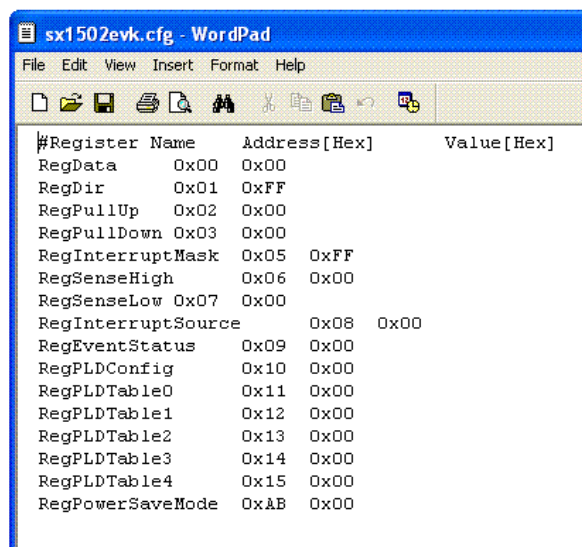 sx1502evk.cfg - WordPad
File Edit View Insert Format Help
#Register Name Address[Hex] Value[Hex]
RegData 0x00 0x00
RegDir 0x01 0xFF
RegPullUp 0x02 0x00
RegPullDown 0x03 0x00
RegInterruptMask 0x05 0xFF
RegSenseHigh 0x06 0x00
RegSenseLow 0x07 0x00
RegInterruptSource 0x08 0x00
RegEventStatus 0x09 0x00
RegPLDConfig 0x10 0x00
RegPLDTable0 0x11 0x00
RegPLDTable1 0x12 0x00
RegPLDTable2 0x13 0x00
RegPLDTable3 0x14 0x00
RegPLDTable4 0x15 0x00
RegPowerSaveMode 0xAB 0x00